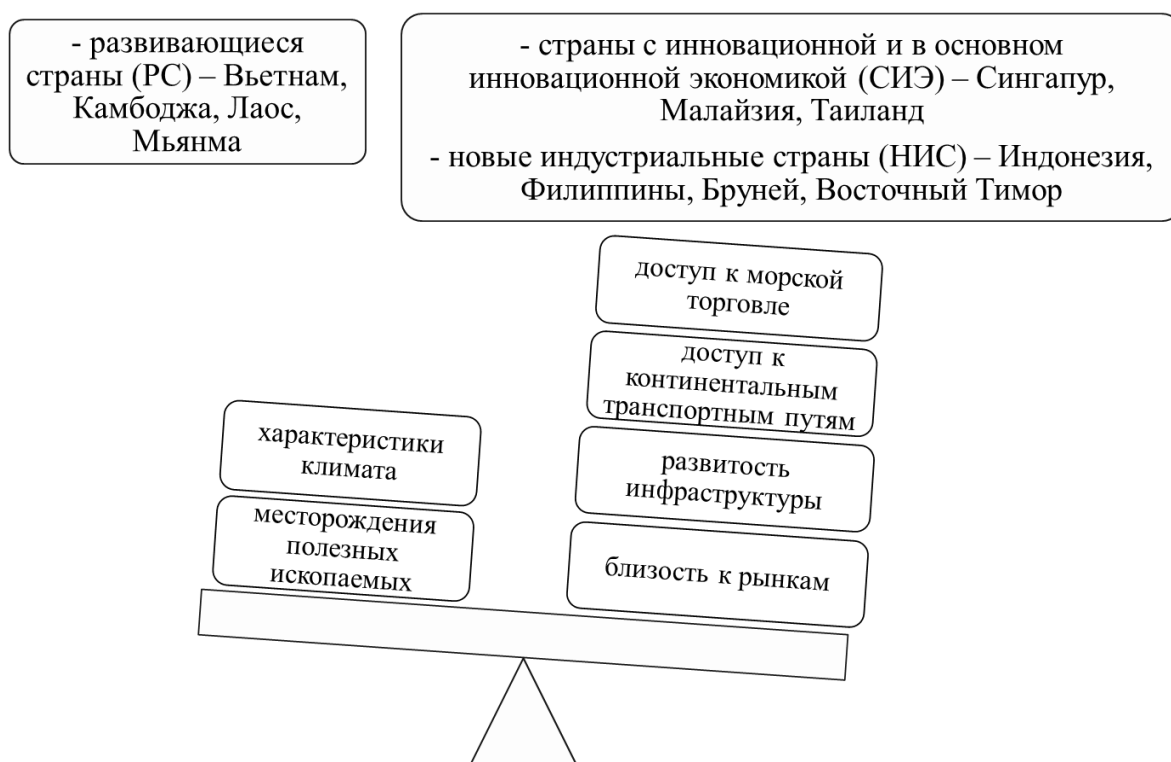 - развивающиеся
страны (РС) – Вьетнам,
Камбоджа, Лаос,
Мьянма
- страны с инновационной и в основном
инновационной экономикой (СИЭ) – Сингапур,
Малайзия, Таиланд
- новые индустриальные страны (НИС) – Индонезия,
Филиппины, Бруней, Восточный Тимор
доступ к морской
торговле
доступ к
континентальным
транспортным путям
характеристики
климата
развитость
инфраструктуры
месторождения
полезных
ископаемых
близость к рынкам